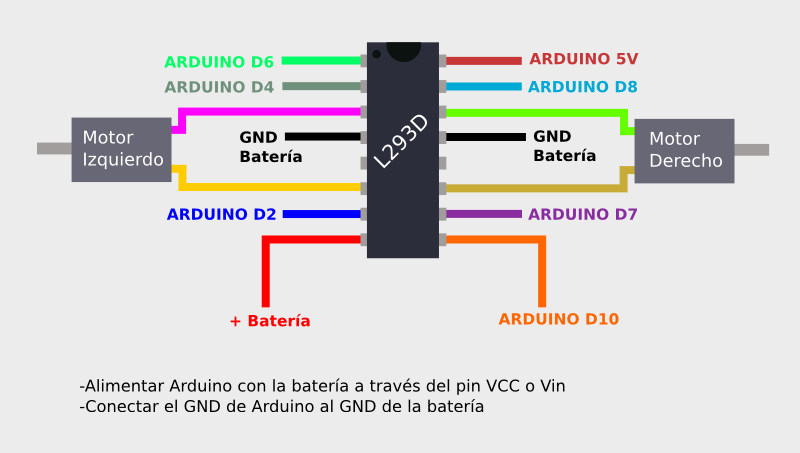 ARDUINO D6
ARDUINO 5V
ARDUINO D4
ARDUINO D8
L293D
Motor
Izquierdo
GND
Batería
GND
Batería
Motor
Derecho
ARDUINO D2
ARDUINO D7
+ Batería
ARDUINO D10
-Alimentar Arduino con la batería a través del pin VCC o Vin
-Conectar el GND de Arduino al GND de la batería